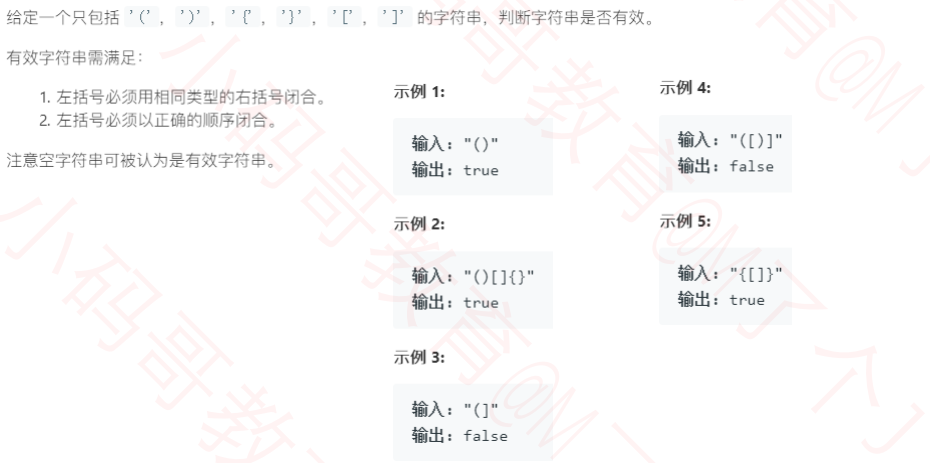 给定一个只包括 '(', ')', '{', '}', '[', ']' 的字符串，判断字符串是否有效。
有效字符串需满足：
1. 左括号必须用相同类型的右括号闭合。
2. 左括号必须以正确的顺序闭合。
注意空字符串可被认为是有效字符串。
示例 1:
输入: "()"
输出: true
示例 2:
输入: "()[]{}"
输出: true
示例 3:
输入: "(]"
输出: false
示例 4:
输入: "([)]"
输出: false
示例 5:
输入: "{[]}"
输出: true
小码哥教育@M了个J
小码哥教育@M了个J